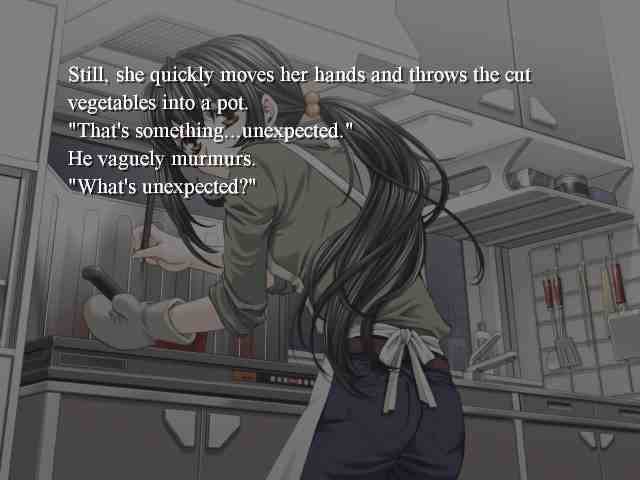 Still, she quickly moves her hands and throws the cut
vegetables into a pot.
"That's something...unexpected."
He vaguely murmurs.
"What's unexpected?"